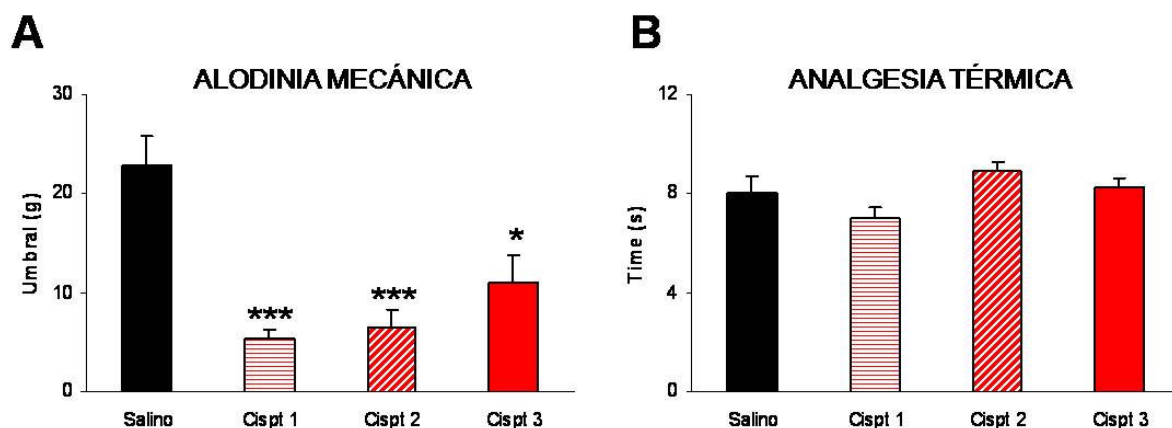 A
ALODINIA MECÁNICA
30
20
10
0
Umbral (g)
***
***
*
Salino Cispt 1 Cispt 2 Cispt 3
B
ANALGESIA TÉRMICA
12
8
4
0
Time (s)
Salino Cispt 1 Cispt 2 Cispt 3